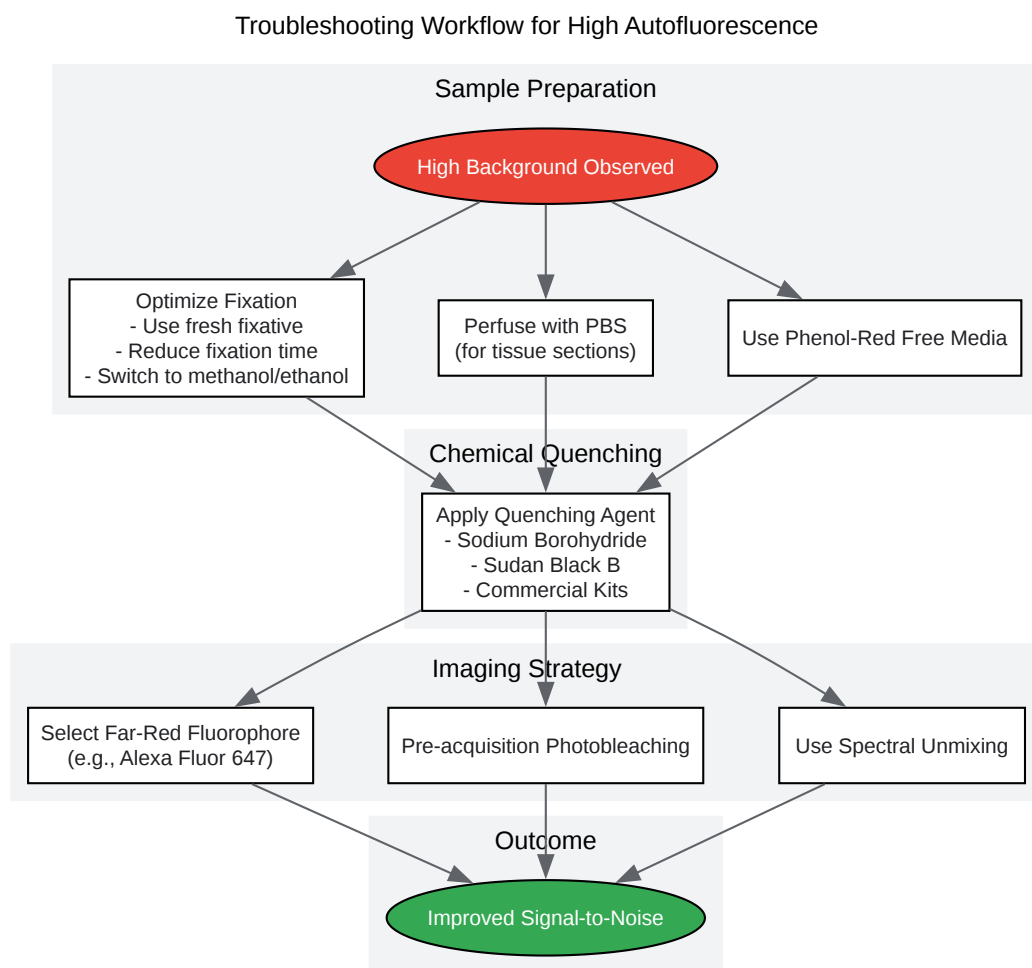 Troubleshooting Workflow for High Autofluorescence
Sample Preparation
High Background Observed
Optimize Fixation
- Use fresh fixative
- Reduce fixation time
- Switch to methanol/ethanol
Perfuse with PBS
(for tissue sections)
Use Phenol-Red Free Media
Chemical Quenching
Apply Quenching Agent
- Sodium Borohydride
- Sudan Black B
- Commercial Kits
Imaging Strategy
Select Far-Red Fluorophore
(e.g., Alexa Fluor 647)
Pre-acquisition Photobleaching
Use Spectral Unmixing
Outcome
Improved Signal-to-Noise